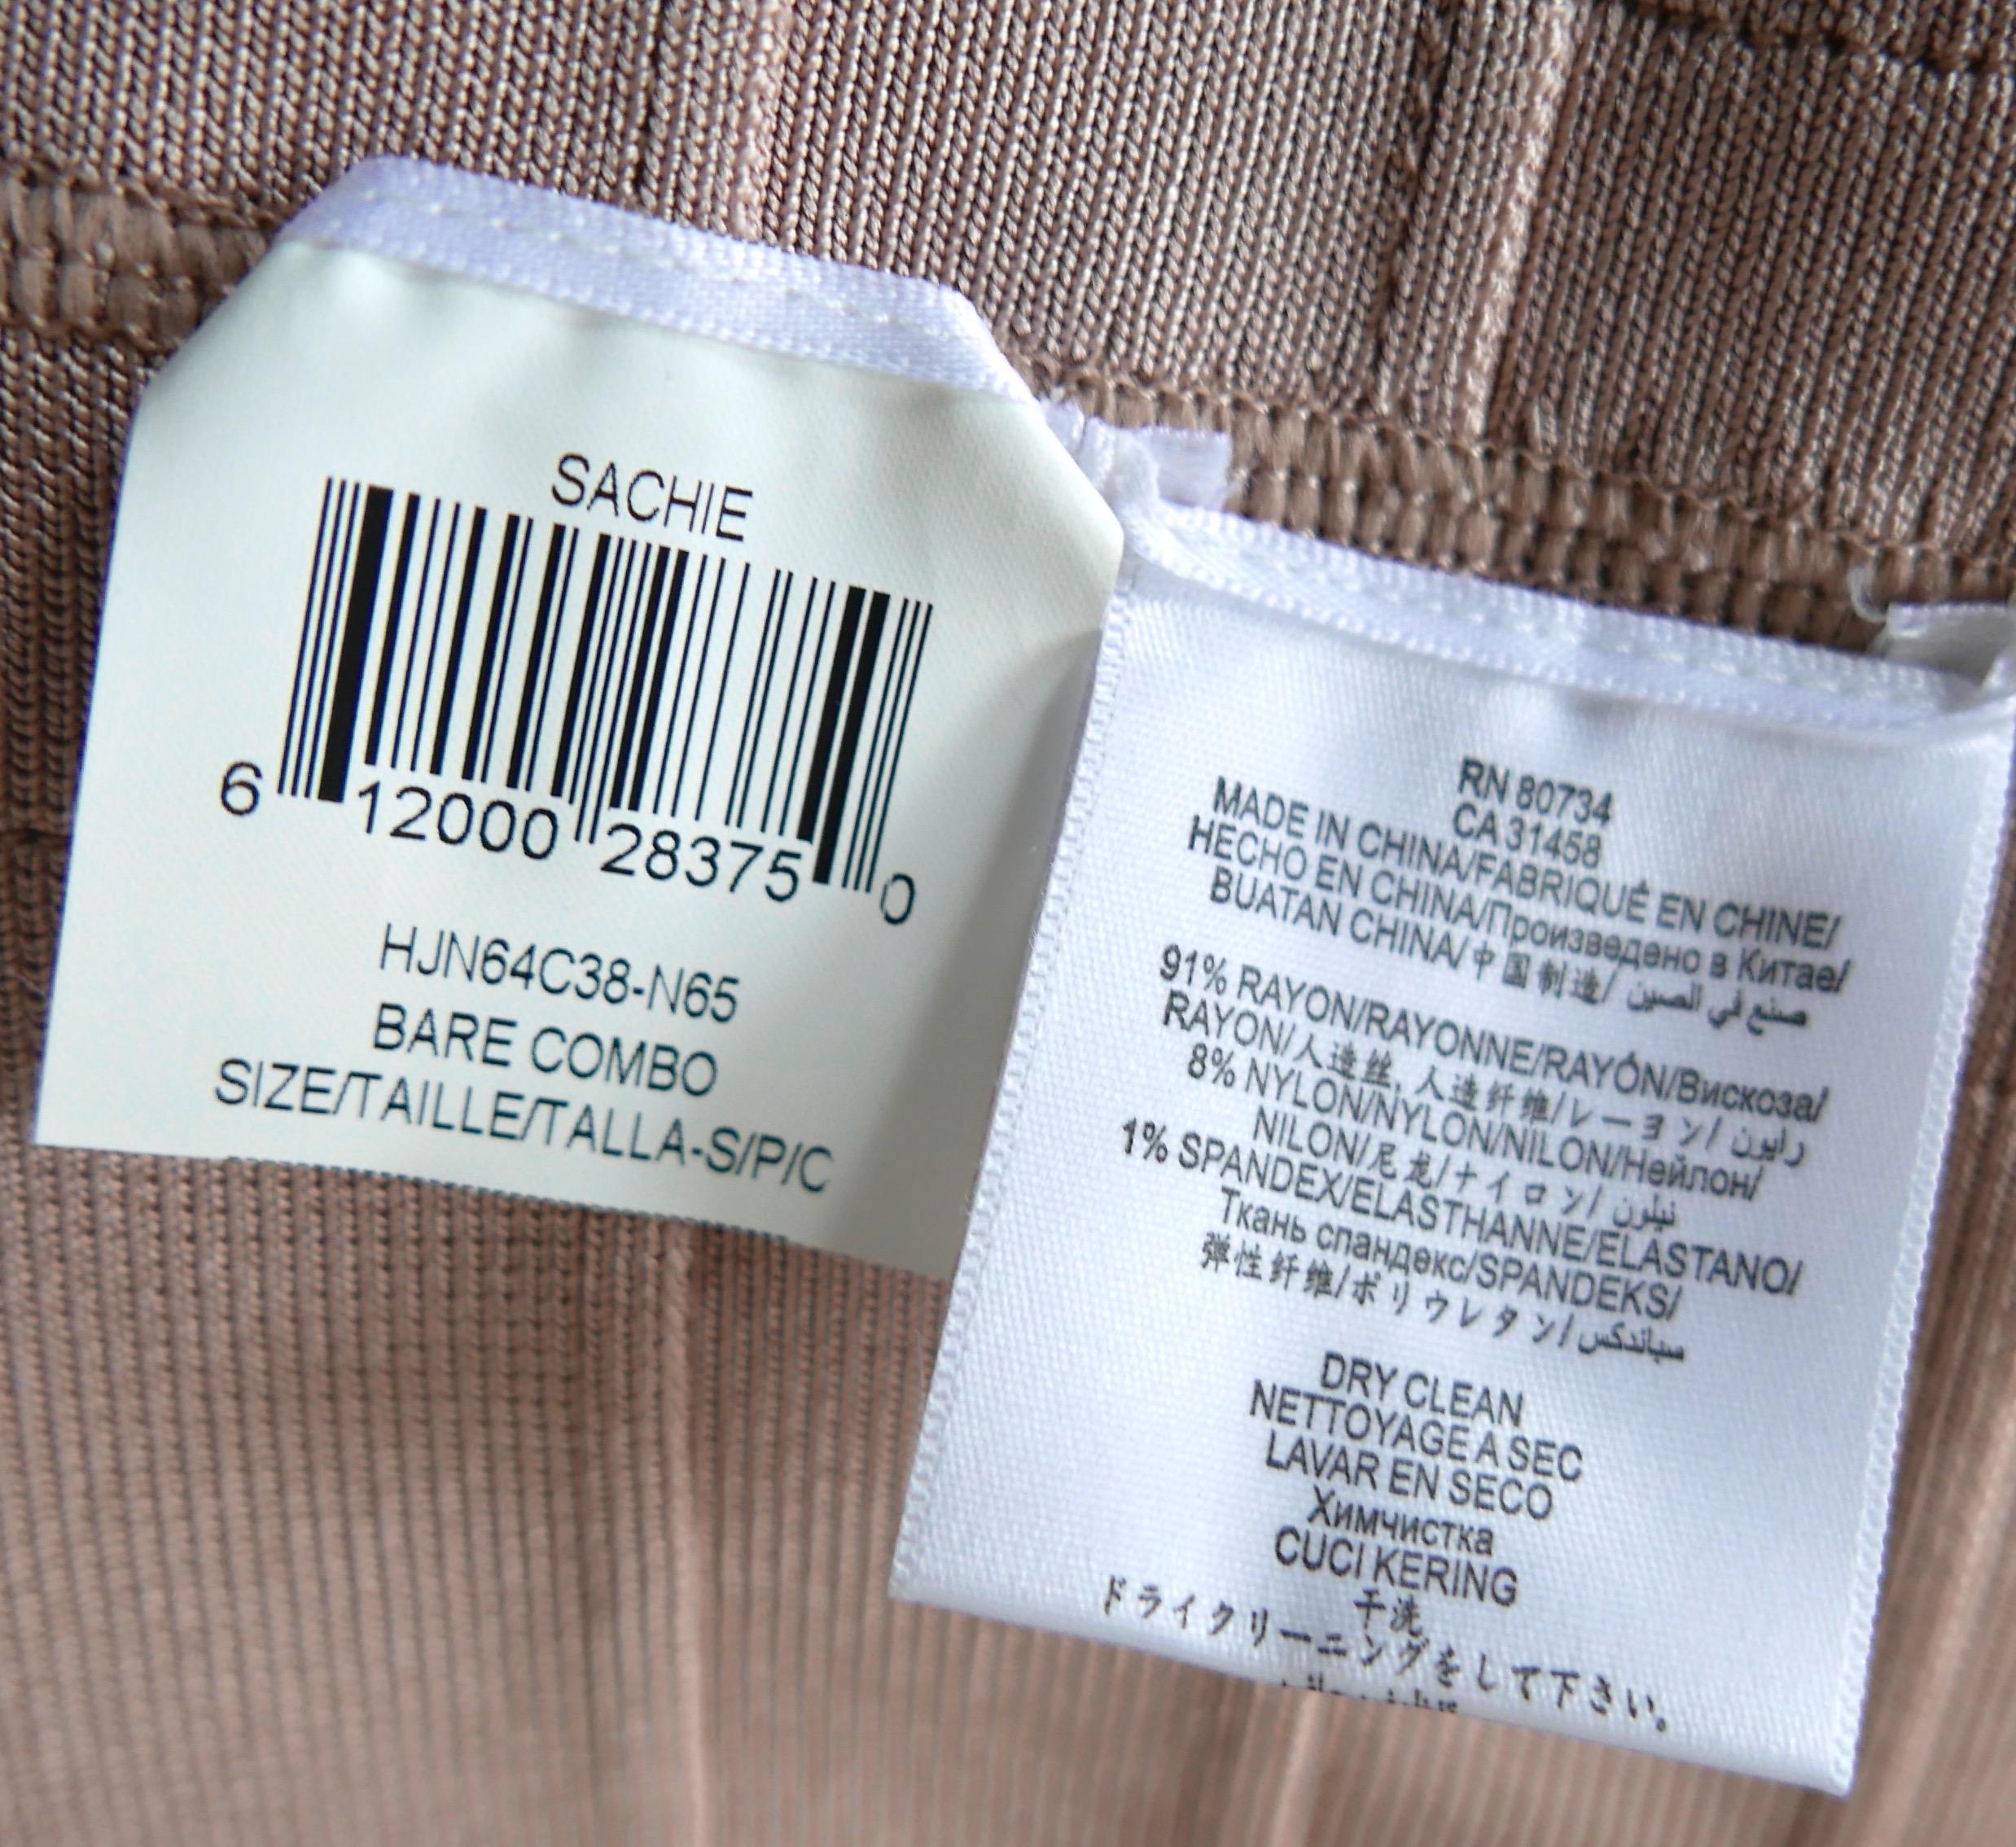 SACHIE
6 12000 28375 0
HJN64C38-N65
BARE COMBO
SIZE/TAILLE/TALLA-S/P/C
RN 80734
CA 31458
MADE IN CHINA/FABRIQUÉ EN CHINE/
HECHO EN CHINA/Произведено в Китае/
BUATAN CHINA/中国制造/ صنع في الصين
91% RAYON/RAYONNE/RAYÓN/Вискоза/
RAYON/人造丝, 人造纤维/レーヨン/ رايون
8% NYLON/NYLON/NILON/Нейлон/
NILON/尼龙/ナイロン/ نيلون
1% SPANDEX/ELASTHANNE/ELASTANO/
Ткань спандекс/SPANDEKS/
弹性纤维/ポリウレタン/ سباندكس
DRY CLEAN
NETTOYAGE A SEC
LAVAR EN SECO
Химчистка
CUCI KERING
干洗
ドライクリーニングをして下さい。